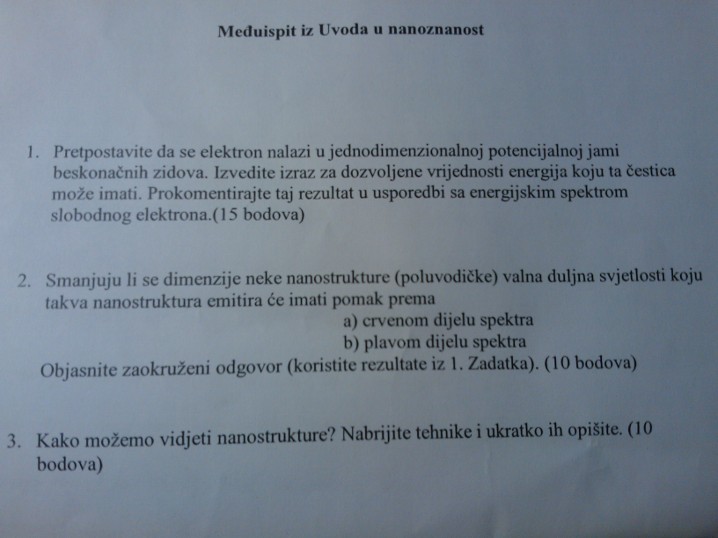 Međuispit iz Uvoda u nanoznanost
1. Pretpostavite da se elektron nalazi u jednodimenzionalnoj potencijalnoj jami
beskonačnih zidova. Izvedite izraz za dozvoljene vrijednosti energija koju ta čestica
može imati. Prokomentirajte taj rezultat u usporedbi sa energijskim spektrom
slobodnog elektrona.(15 bodova)
2. Smanjuju li se dimenzije neke nanostrukture (poluvodičke) valna duljna svjetlosti koju
takva nanostruktura emitira će imati pomak prema
a) crvenom dijelu spektra
b) plavom dijelu spektra
Objasnite zaokruženi odgovor (koristite rezultate iz 1. Zadatka). (10 bodova)
3. Kako možemo vidjeti nanostrukture? Nabrijite tehnike i ukratko ih opišite. (10
bodova)